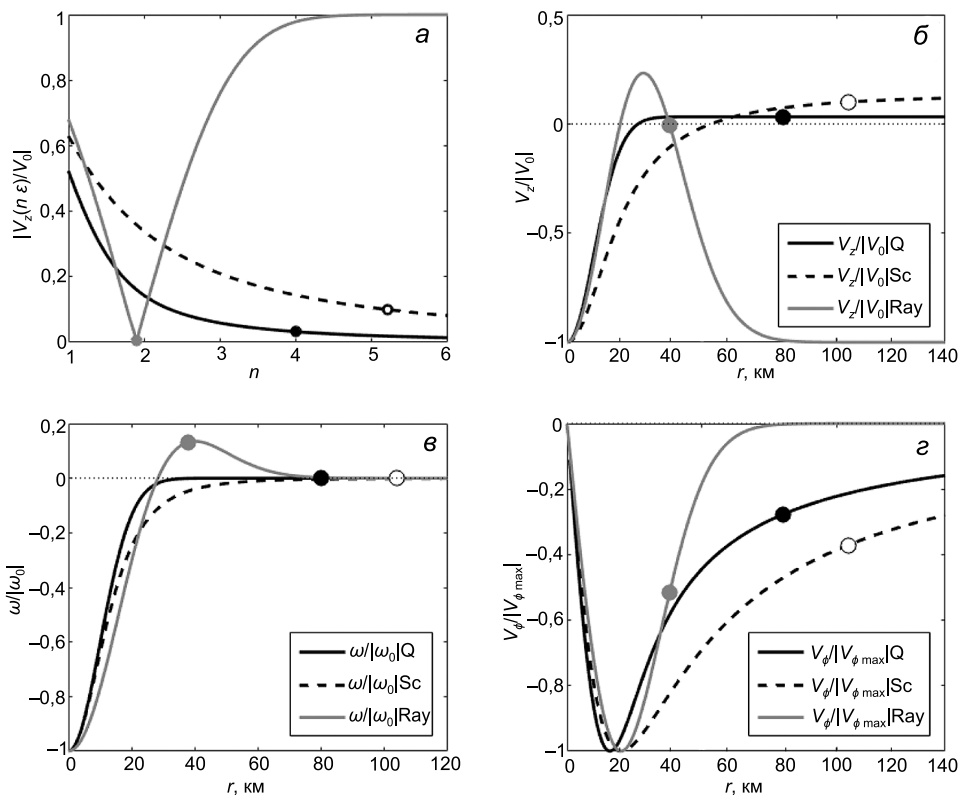 а
|V_z(n ε)/V_0|
1
0,8
0,6
0,4
0,2
0
1 2 3 4 5 6
n
б
V_z/|V_0|
0,5
0
–0,5
–1
0 20 40 60 80 100 120 140
r, км
V_z/|V_0|Q
V_z/|V_0|Sc
V_z/|V_0|Ray
в
ω/|ω_0|
0,2
0
–0,2
–0,4
–0,6
–0,8
–1
0 20 40 60 80 100 120
r, км
ω/|ω_0|Q
ω/|ω_0|Sc
ω/|ω_0|Ray
г
V_ϕ/|V_ϕ max|
0
–0,2
–0,4
–0,6
–0,8
–1
0 20 40 60 80 100 120 140
r, км
V_ϕ/|V_ϕ max|Q
V_ϕ/|V_ϕ max|Sc
V_ϕ/|V_ϕ max|Ray